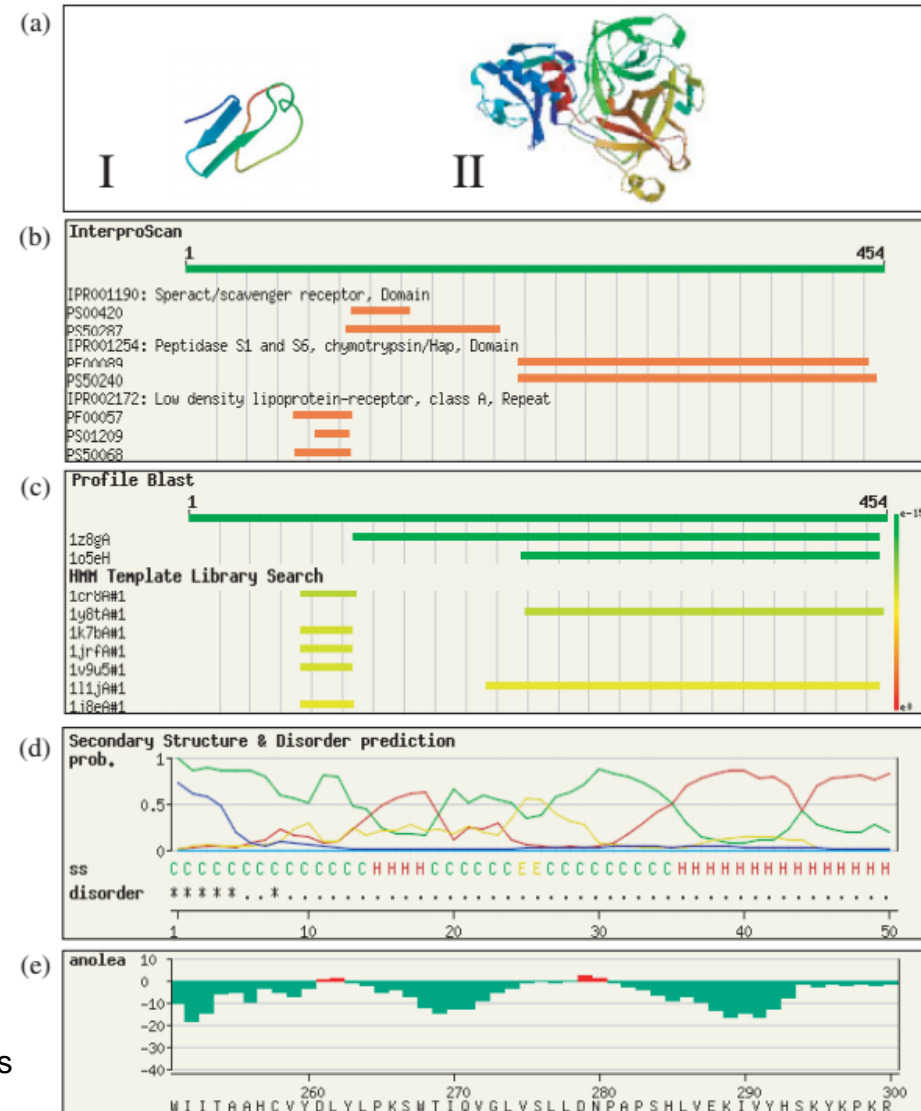 (a)
I II
(b)
InterproScan
1 454
IPR001190: Speract/scavenger receptor, Domain
PS00420
PS50287
IPR001254: Peptidase S1 and S6, chymotrypsin/Hap, Domain
PF00089
PS50240
IPR002172: Low density lipoprotein-receptor, class A, Repeat
PF00057
PS01209
PS50068
(c)
Profile Blast
1 454
1z8gA
1o5eH
HMM Template Library Search
1cr8A#1
1y8tA#1
1k7bA#1
1jrfA#1
1v9u5#1
1l1jA#1
1i8eA#1
e-15
e0
(d)
Secondary Structure & Disorder prediction
prob.
1
0.5
0
ss CCCCCCCCCCCCCCHHHHCCCCCCEECCCCCCCCCHHHHHHHHHHHHHHH
disorder *****..*..........................................
1 10 20 30 40 50
(e)
anolea
10
0
-10
-20
-30
-40
260 270 280 290 300
WIITAAHCVYDLYLPKSWTIQVGLVSLLDNPAPSHLVEKIVYHSKYKPKR
s